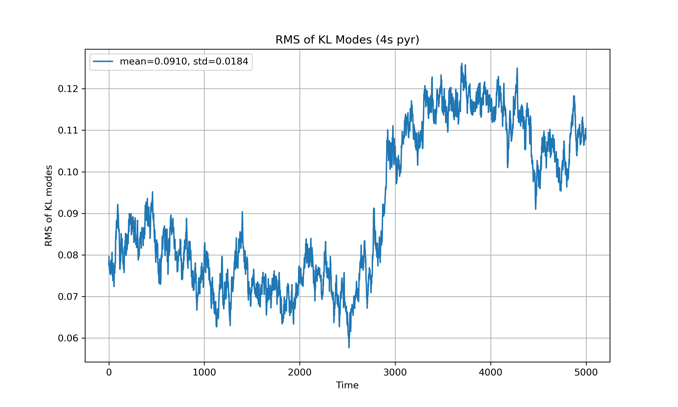 RMS of KL Modes (4s pyr)
mean=0.0910, std=0.0184
0.12
0.11
0.10
0.09
0.08
0.07
0.06
RMS of KL modes
0 1000 2000 3000 4000 5000
Time